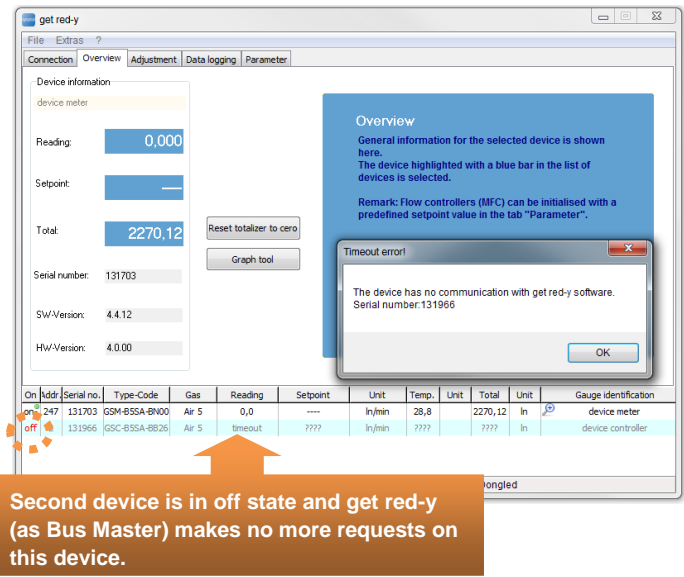 get red-y
File Extras ?
Connection Overview Adjustment Data logging Parameter
Device information
device meter
Reading: 0,000
Setpoint: ----
Total: 2270,12
Serial number: 131703
SW-Version: 4.4.12
HW-Version: 4.0.00
Reset totalizer to zero
Graph tool
Overview
General information for the selected device is shown
here.
The device highlighted with a blue bar in the list of
devices is selected.
Remark: Flow controllers (MFC) can be initialised with a
predefined setpoint value in the tab "Parameter".
Timeout error!
The device has no communication with get red-y software.
Serial number:131966
OK
On Addr. Serial no. Type-Code Gas Reading Setpoint Unit Temp. Unit Total Unit Gauge identification
on 247 131703 GSM-B5SA-BN00 Air 5 0,0 ---- ln/min 28,8 2270,12 ln device meter
off 131966 GSC-B5SA-BB26 Air 5 timeout ???? ln/min ???? ???? ln device controller
Dongled
Second device is in off state and get red-y
(as Bus Master) makes no more requests on
this device.